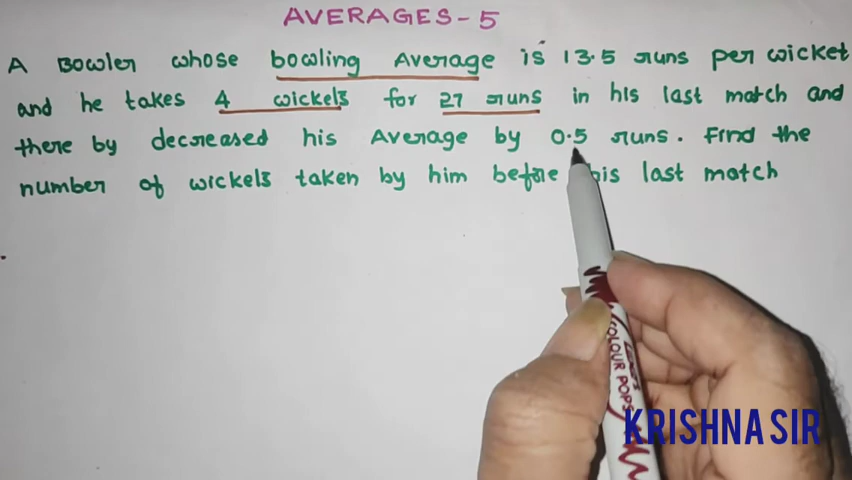 AVERAGES - 5
A Bowler whose bowling Average is 13.5 runs per wicket
and he takes 4 wickets for 27 runs in his last match and
there by decreased his Average by 0.5 runs. Find the
number of wickets taken by him before his last match
COLOUR POPS
KRISHNA SIR